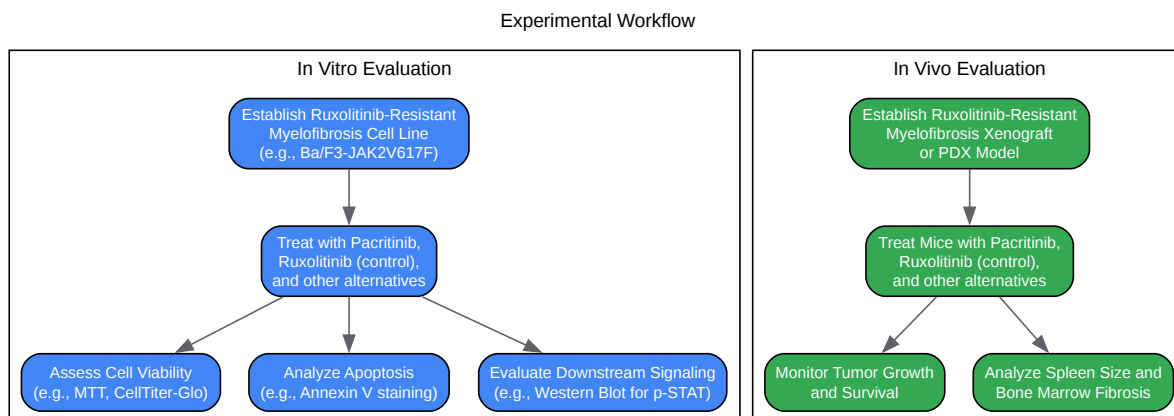 Experimental Workflow
In Vitro Evaluation
Establish Ruxolitinib-Resistant
Myelofibrosis Cell Line
(e.g., Ba/F3-JAK2V617F)
Treat with Pacritinib,
Ruxolitinib (control),
and other alternatives
Assess Cell Viability
(e.g., MTT, CellTiter-Glo)
Analyze Apoptosis
(e.g., Annexin V staining)
Evaluate Downstream Signaling
(e.g., Western Blot for p-STAT)
In Vivo Evaluation
Establish Ruxolitinib-Resistant
Myelofibrosis Xenograft
or PDX Model
Treat Mice with Pacritinib,
Ruxolitinib (control),
and other alternatives
Monitor Tumor Growth
and Survival
Analyze Spleen Size and
Bone Marrow Fibrosis